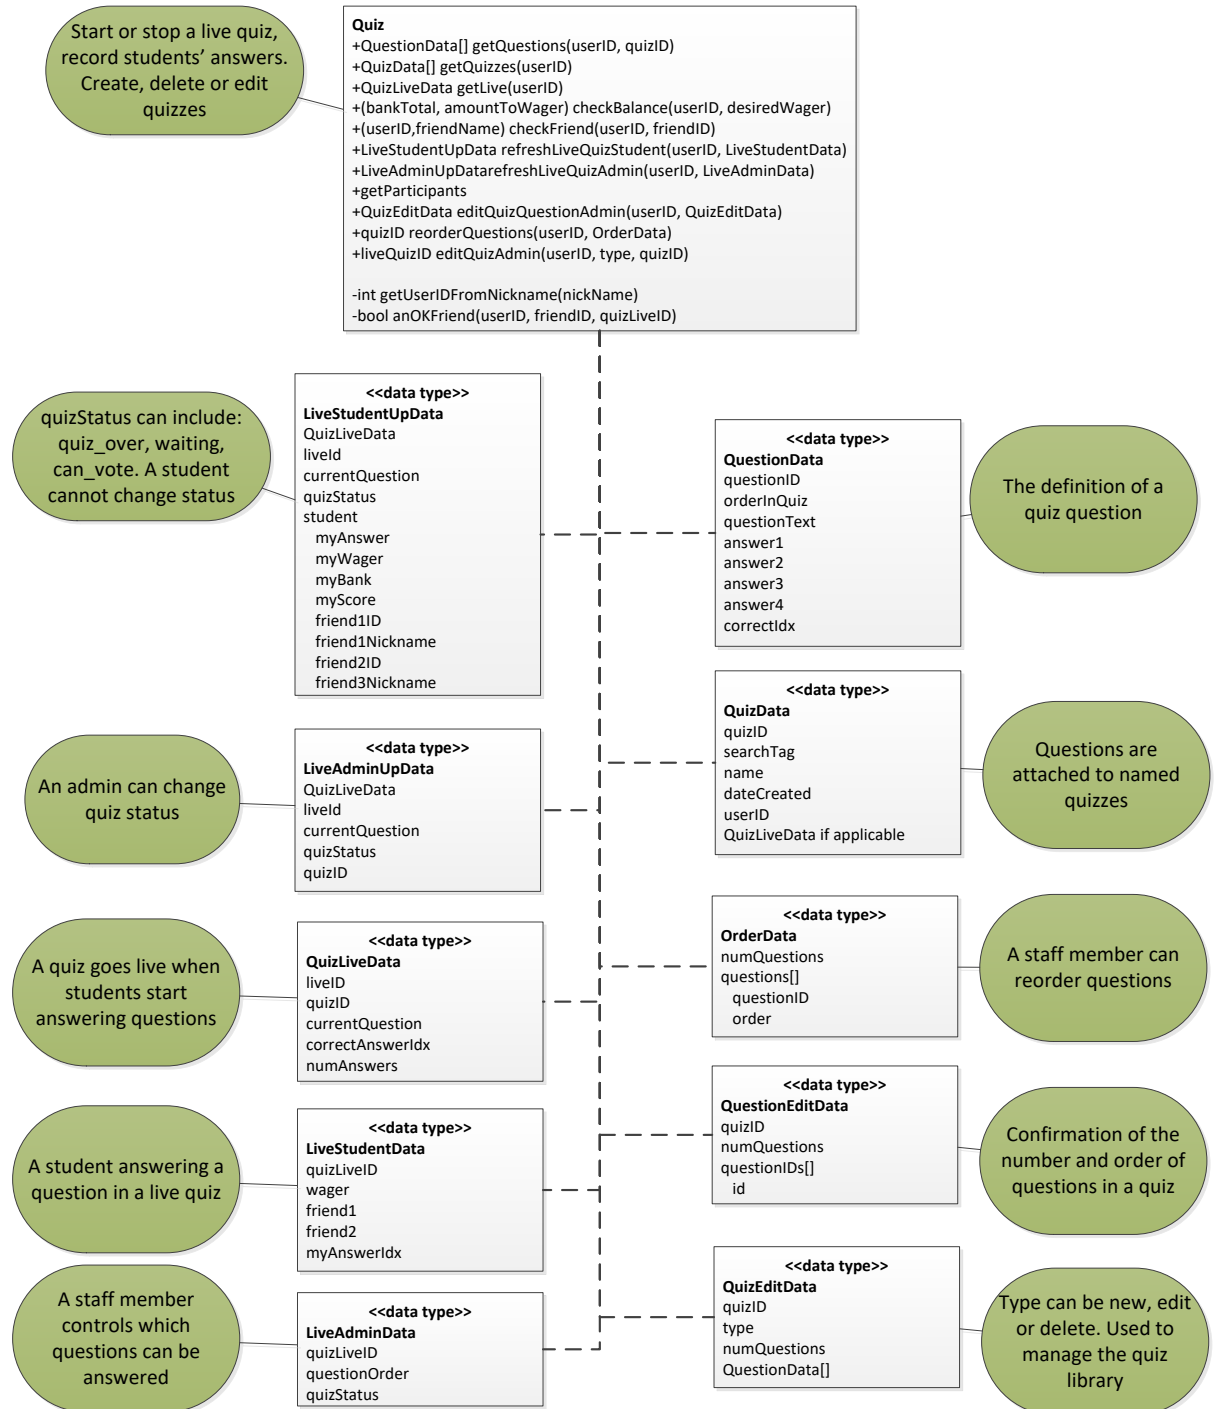 Start or stop a live quiz,
record students' answers.
Create, delete or edit
quizzes
Quiz
+QuestionData[] getQuestions(userID, quizID)
+QuizData[] getQuizzes(userID)
+QuizLiveData getLive(userID)
+(bankTotal, amountToWager) checkBalance(userID, desiredWager)
+(userID,friendName) checkFriend(userID, friendID)
+LiveStudentUpData refreshLiveQuizStudent(userID, LiveStudentData)
+LiveAdminUpDatarefreshLiveQuizAdmin(userID, LiveAdminData)
+getParticipants
+QuizEditData editQuizQuestionAdmin(userID, QuizEditData)
+quizID reorderQuestions(userID, OrderData)
+liveQuizID editQuizAdmin(userID, type, quizID)
-int getUserIDFromNickname(nickName)
-bool anOKFriend(userID, friendID, quizLiveID)
quizStatus can include:
quiz_over, waiting,
can_vote. A student
cannot change status
<<data type>>
LiveStudentUpData
QuizLiveData
liveId
currentQuestion
quizStatus
student
myAnswer
myWager
myBank
myScore
friend1ID
friend1Nickname
friend2ID
friend3Nickname
<<data type>>
QuestionData
questionID
orderInQuiz
questionText
answer1
answer2
answer3
answer4
correctIdx
The definition of a
quiz question
An admin can change
quiz status
<<data type>>
LiveAdminUpData
QuizLiveData
liveId
currentQuestion
quizStatus
quizID
<<data type>>
QuizData
quizID
searchTag
name
dateCreated
userID
QuizLiveData if applicable
Questions are
attached to named
quizzes
A quiz goes live when
students start
answering questions
<<data type>>
QuizLiveData
liveID
quizID
currentQuestion
correctAnswerIdx
numAnswers
<<data type>>
OrderData
numQuestions
questions[]
questionID
order
A staff member can
reorder questions
A student answering a
question in a live quiz
<<data type>>
LiveStudentData
quizLiveID
wager
friend1
friend2
myAnswerIdx
<<data type>>
QuestionEditData
quizID
numQuestions
questionIDs[]
id
Confirmation of the
number and order of
questions in a quiz
A staff member
controls which
questions can be
answered
<<data type>>
LiveAdminData
quizLiveID
questionOrder
quizStatus
<<data type>>
QuizEditData
quizID
type
numQuestions
QuestionData[]
Type can be new, edit
or delete. Used to
manage the quiz
library